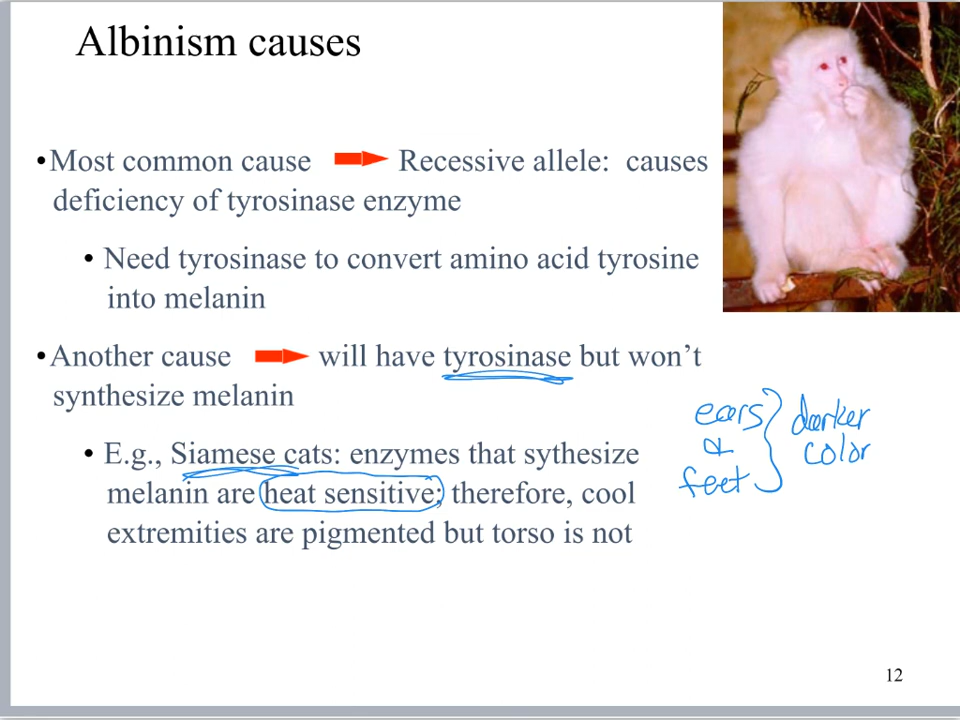 Albinism causes
•Most common cause Recessive allele: causes
deficiency of tyrosinase enzyme
• Need tyrosinase to convert amino acid tyrosine
into melanin
•Another cause will have tyrosinase but won't
synthesize melanin
• E.g., Siamese cats: enzymes that sythesize
melanin are heat sensitive; therefore, cool
extremities are pigmented but torso is not
ears
&
feet
darker
color
12